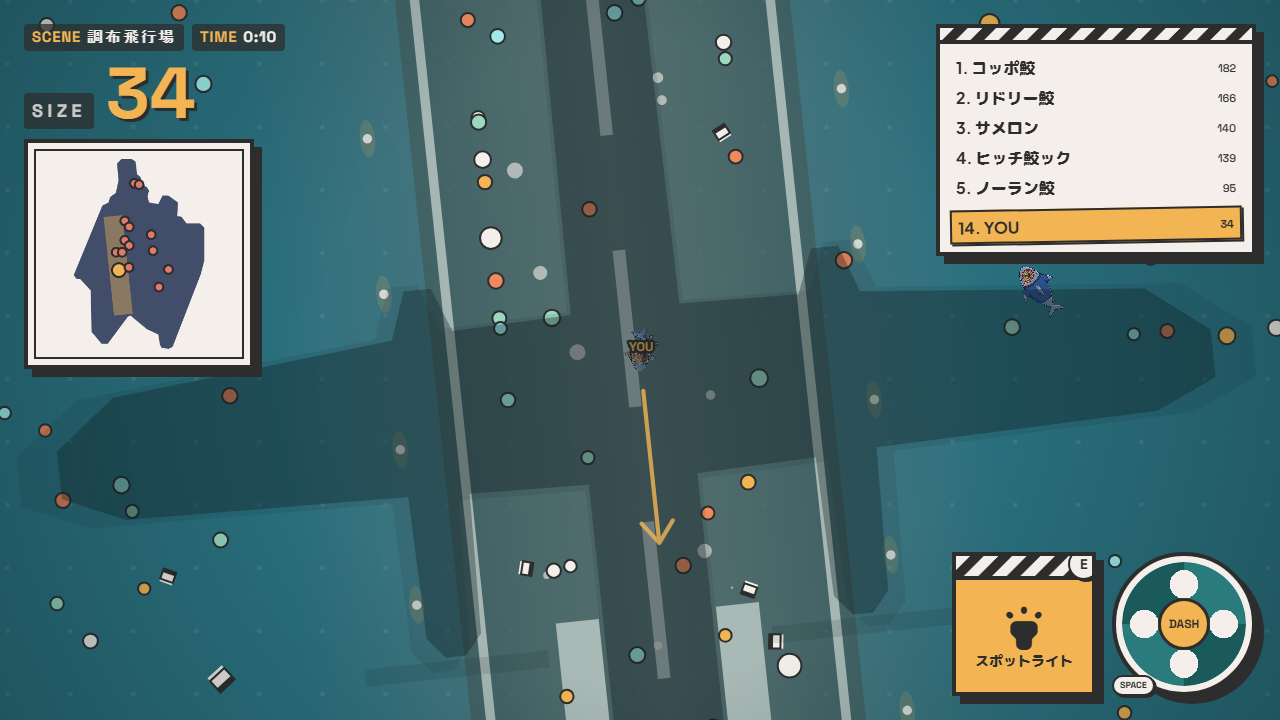 SCENE 調布飛行場 TIME 0:10
SIZE 34
1. コッポ鮫 182
2. リドリー鮫 166
3. サメロン 140
4. ヒッチ鮫ック 139
5. ノーラン鮫 95
14. YOU 34
YOU
E
スポットライト
DASH
SPACE